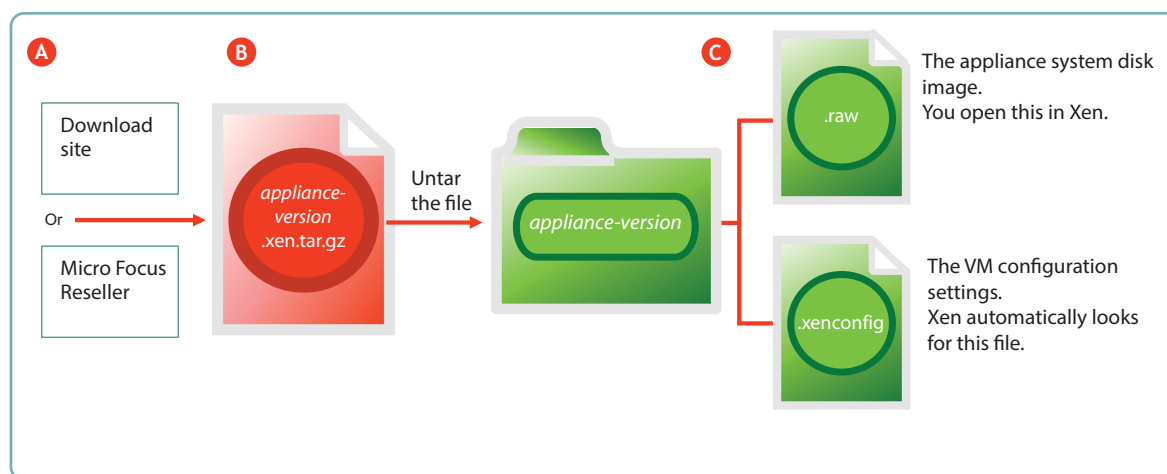 A
B
C
Download
site
Or
Micro Focus
Reseller
appliance-
version
.xen.tar.gz
Untar
the file
appliance-version
.raw
The appliance system disk
image.
You open this in Xen.
.xenconfig
The VM configuration
settings.
Xen automatically looks
for this file.